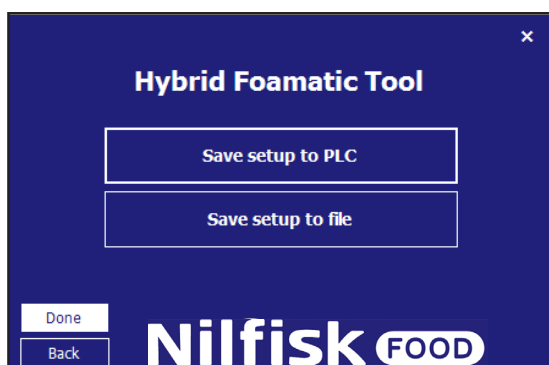 ×
Hybrid Foamatic Tool
Save setup to PLC
Save setup to file
Done
Back
Nilfisk FOOD